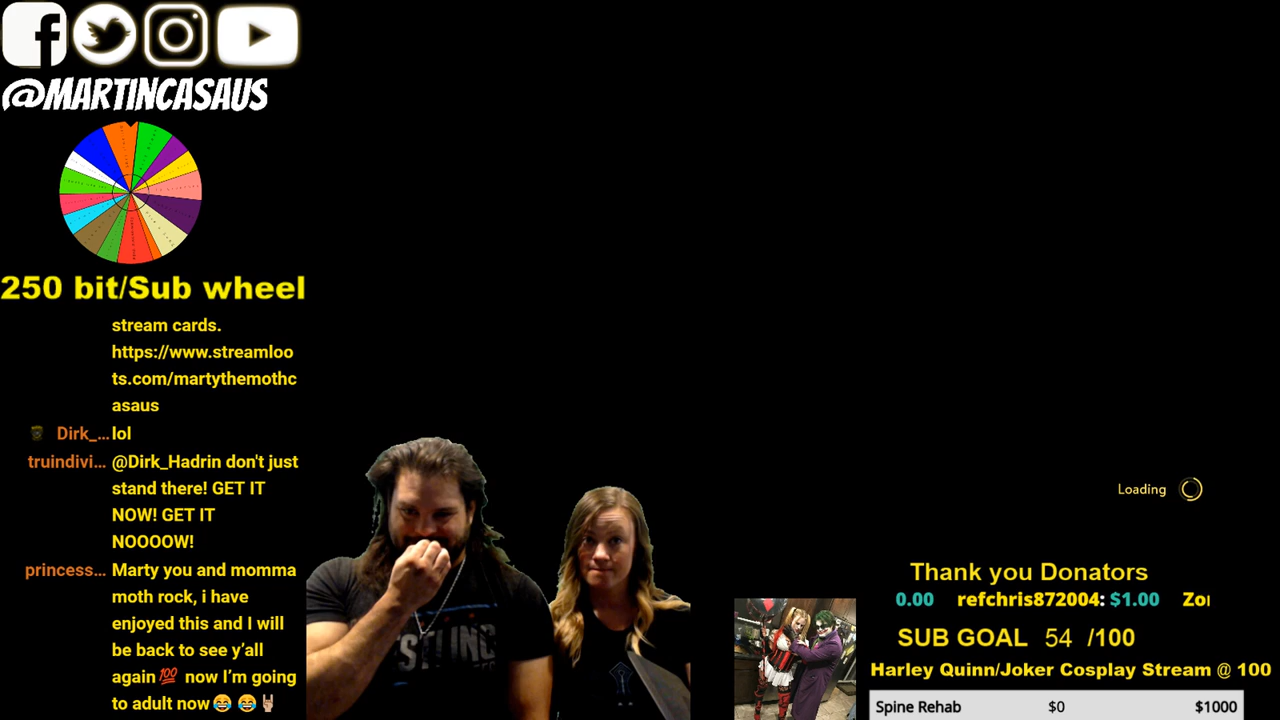 @MARTINCASAUS
250 bit/Sub wheel
stream cards.
https://www.streamloo
ts.com/martythemothc
asaus
Dirk_... lol
truindivi... @Dirk_Hadrin don't just
stand there! GET IT
NOW! GET IT
NOOOOW!
princess... Marty you and momma
moth rock, i have
enjoyed this and I will
be back to see y'all
again💯 now I'm going
to adult now😂 😂🤘🏼
Loading
Thank you Donators
0.00 refchris872004: $1.00 Zo
SUB GOAL 54 /100
Harley Quinn/Joker Cosplay Stream @ 100
Spine Rehab $0 $1000